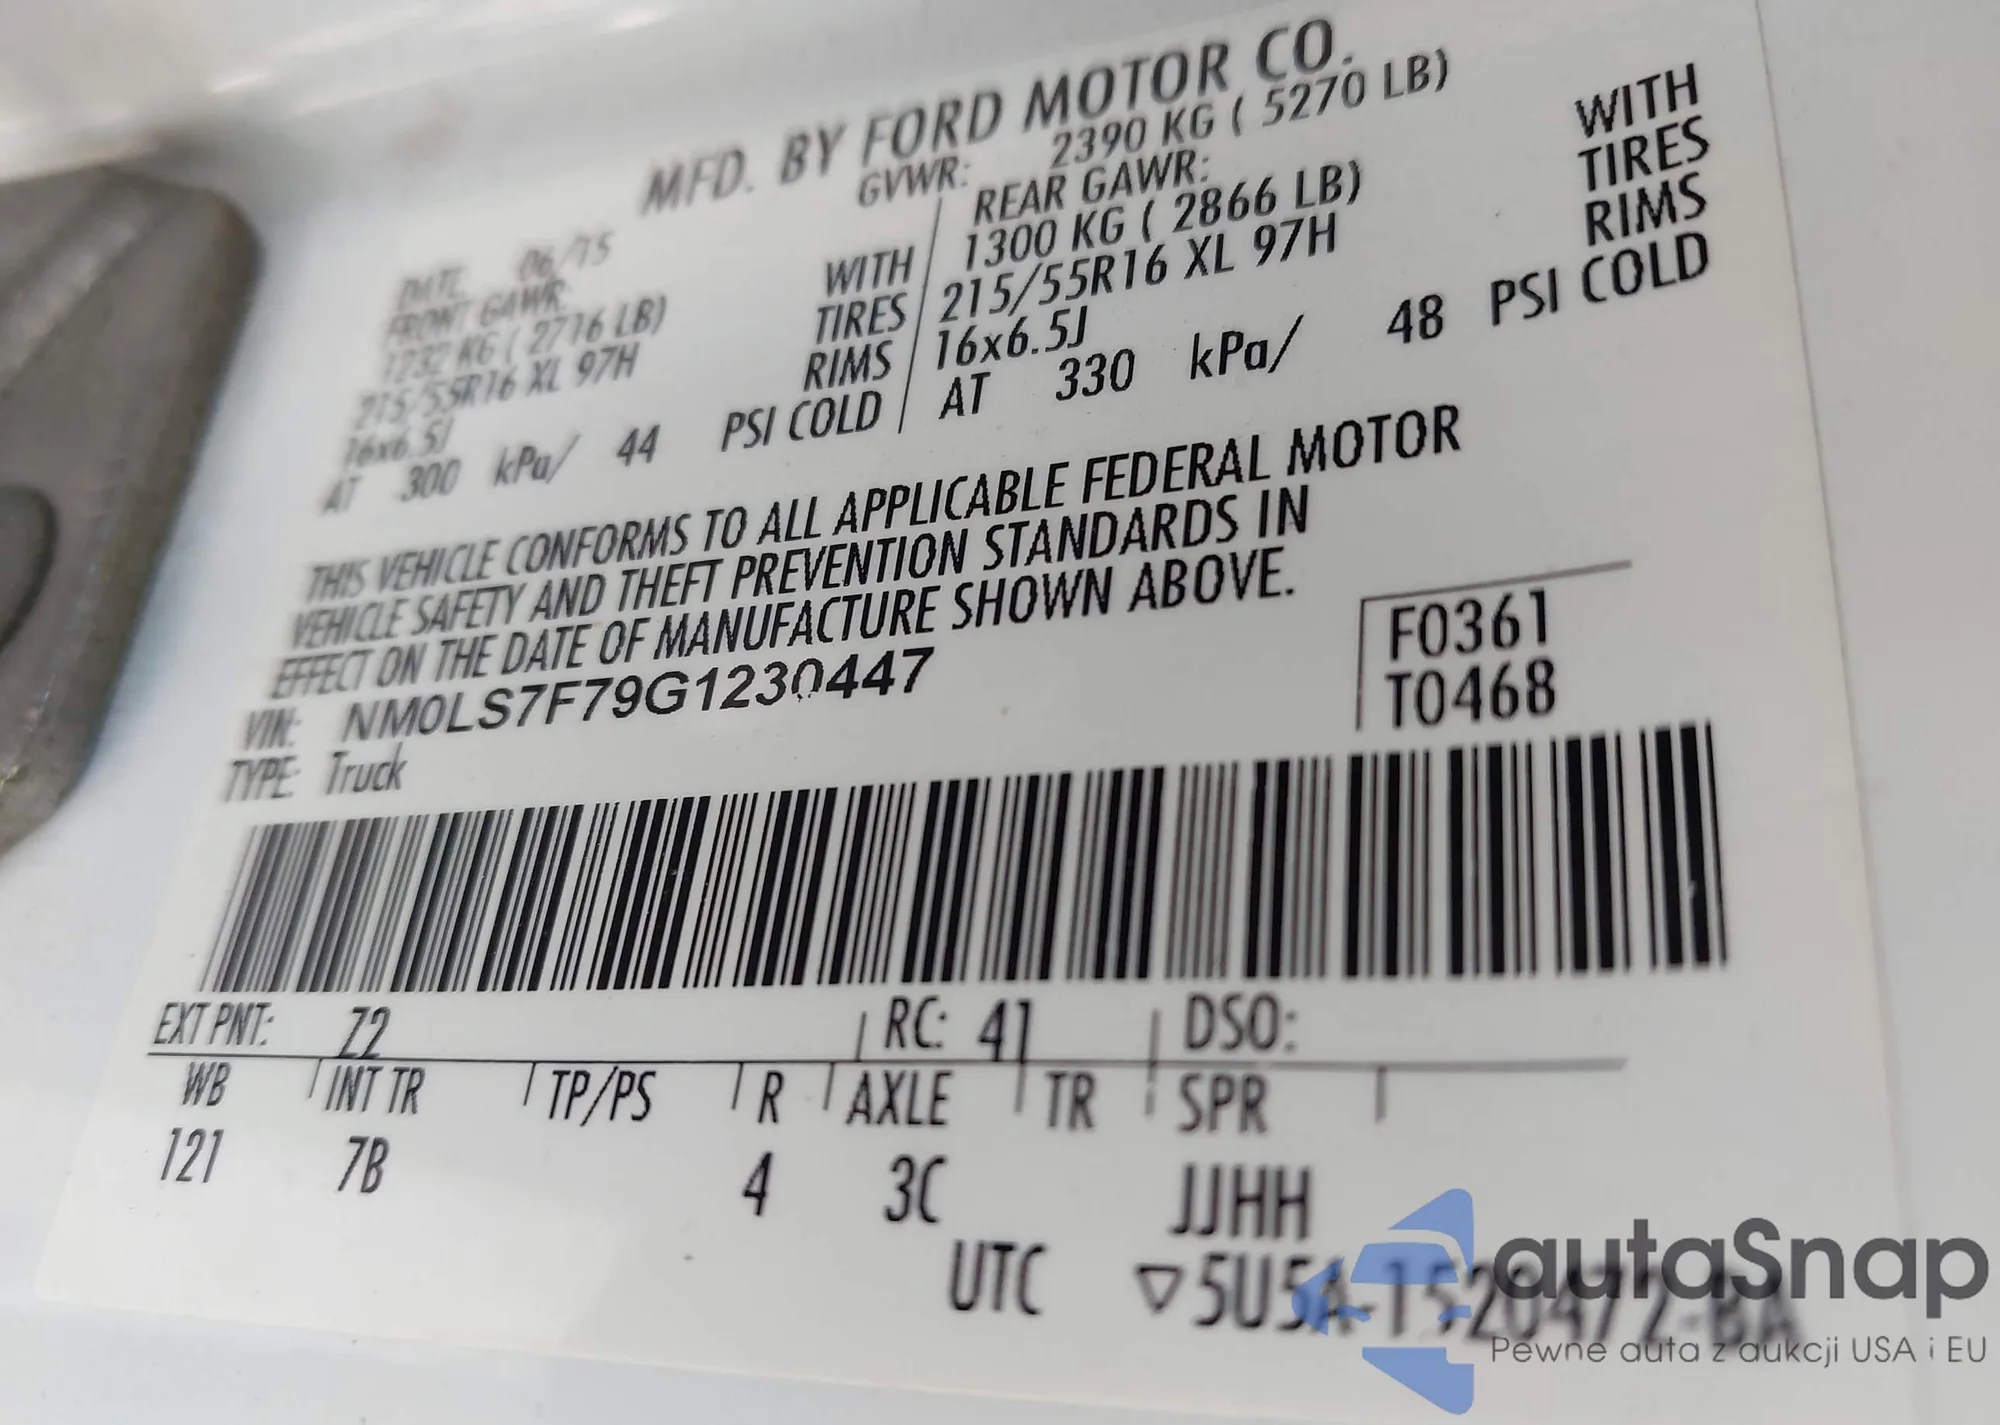 MFD. BY FORD MOTOR CO.
DATE 06/15 GVWR: 2390 KG ( 5270 LB)
FRONT GAWR: REAR GAWR:
1232 KG ( 2716 LB) WITH 1300 KG ( 2866 LB) WITH
215/55R16 XL 97H TIRES 215/55R16 XL 97H TIRES
16x6.5J RIMS 16x6.5J RIMS
AT 300 kPa/ 44 PSI COLD AT 330 kPa/ 48 PSI COLD
THIS VEHICLE CONFORMS TO ALL APPLICABLE FEDERAL MOTOR
VEHICLE SAFETY AND THEFT PREVENTION STANDARDS IN
EFFECT ON THE DATE OF MANUFACTURE SHOWN ABOVE.
VIN: NM0LS7F79G1230447 F0361
TYPE: Truck T0468
EXT PNT: Z2 RC: 41 DSO:
WB INT TR TP/PS R AXLE TR SPR
121 7B 4 3C JJHH
UTC ▽5U5A-1520472-BA
autaSnap
Pewne auta z aukcji USA i EU